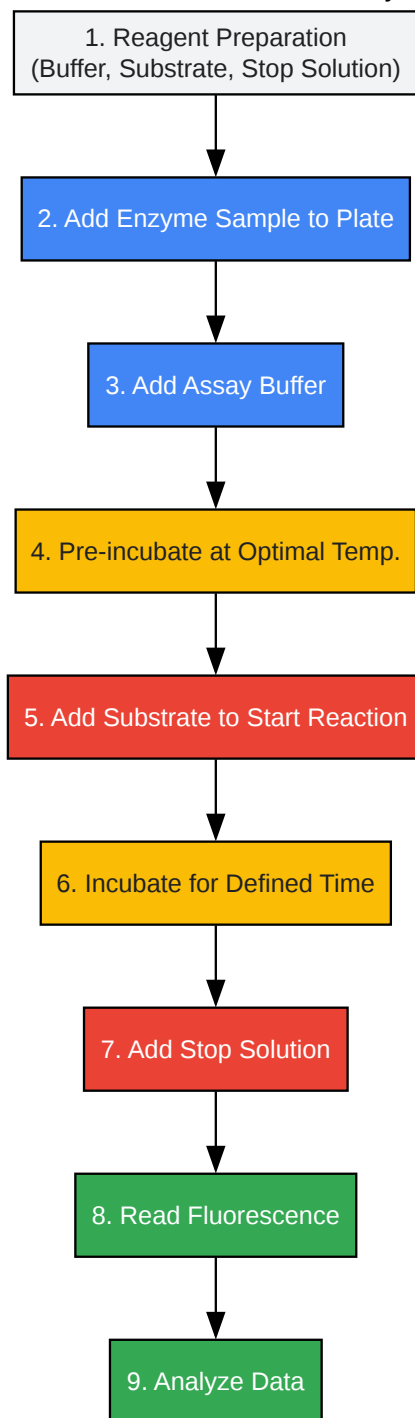 1. Reagent Preparation
(Buffer, Substrate, Stop Solution)
2. Add Enzyme Sample to Plate
3. Add Assay Buffer
4. Pre-incubate at Optimal Temp.
5. Add Substrate to Start Reaction
6. Incubate for Defined Time
7. Add Stop Solution
8. Read Fluorescence
9. Analyze Data